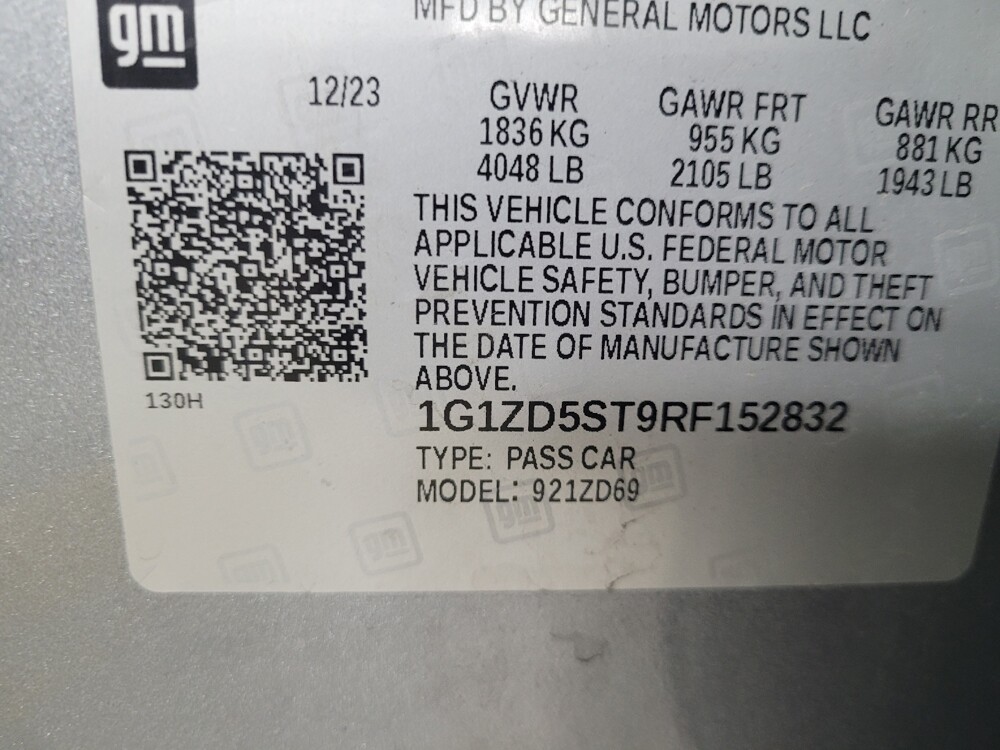 gm
MFD BY GENERAL MOTORS LLC
12/23 GVWR GAWR FRT GAWR RR
1836 KG 955 KG 881 KG
4048 LB 2105 LB 1943 LB
THIS VEHICLE CONFORMS TO ALL
APPLICABLE U.S. FEDERAL MOTOR
VEHICLE SAFETY, BUMPER, AND THEFT
PREVENTION STANDARDS IN EFFECT ON
THE DATE OF MANUFACTURE SHOWN
ABOVE.
130H
1G1ZD5ST9RF152832
TYPE: PASS CAR
MODEL: 921ZD69